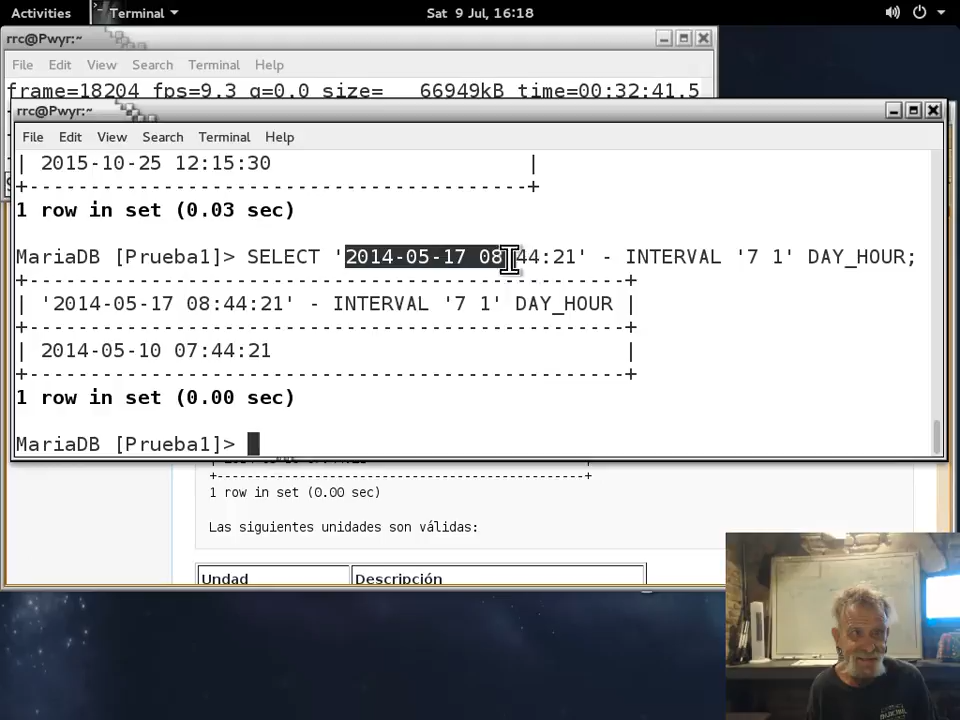 Activities Terminal Sat 9 Jul, 16:18
rrc@Pwyr:~
File Edit View Search Terminal Help
frame=18204 fps=9.3 q=0.0 size= 66949kB time=00:32:41.5
rrc@Pwyr:~
File Edit View Search Terminal Help
| 2015-10-25 12:15:30 |
+------------------------------------------+
1 row in set (0.03 sec)
MariaDB [Prueba1]> SELECT '2014-05-17 08:44:21' - INTERVAL '7 1' DAY_HOUR;
+--------------------------------------------------+
| '2014-05-17 08:44:21' - INTERVAL '7 1' DAY_HOUR |
+--------------------------------------------------+
| 2014-05-10 07:44:21 |
+--------------------------------------------------+
1 row in set (0.00 sec)
MariaDB [Prueba1]>
+--------------------------------------------------+
1 row in set (0.00 sec)
Las siguientes unidades son válidas:
Undad Descripción